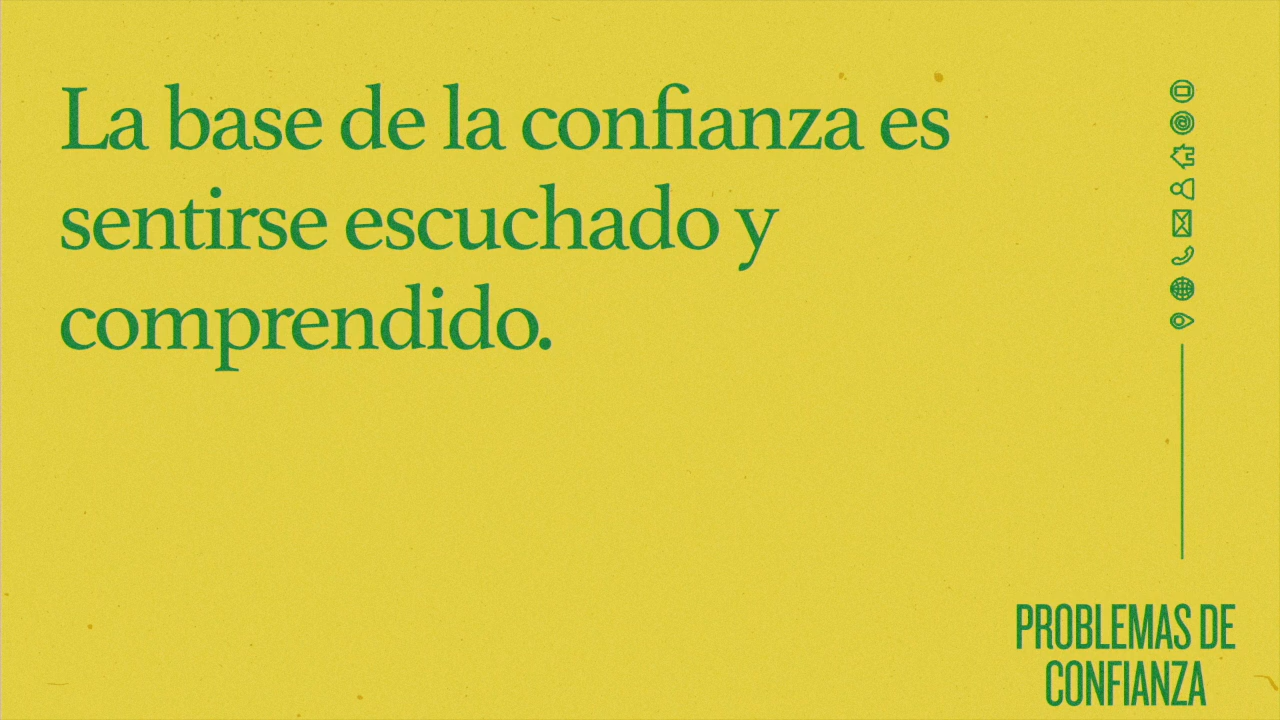 La base de la confianza es
sentirse escuchado y
comprendido.
PROBLEMAS DE
CONFIANZA